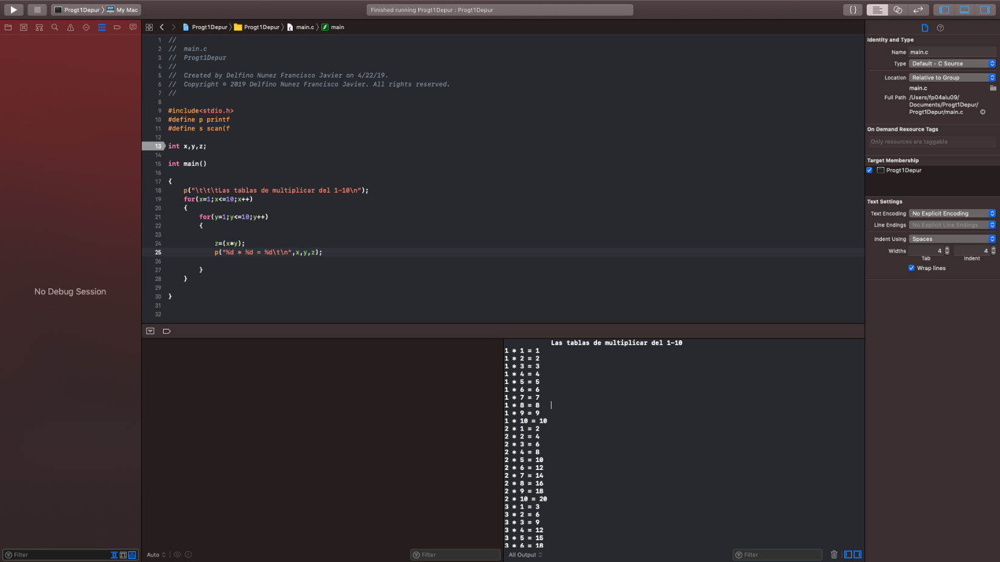 Progt1Depur 〉 My Mac
Finished running Progt1Depur : Progt1Depur
{ }
Progt1Depur 〉 Progt1Depur 〉 main.c 〉 f main
1 //
2 //  main.c
3 //  Progt1Depur
4 //
5 //  Created by Delfino Nunez Francisco Javier on 4/22/19.
6 //  Copyright © 2019 Delfino Nunez Francisco Javier. All rights reserved.
7 //
8
9 #include<stdio.h>
10 #define p printf
11 #define s scan(f
12
13 int x,y,z;
14
15 int main()
16
17 {
18     p("\t\t\tLas tablas de multiplicar del 1-10\n");
19     for(x=1;x<=10;x++)
20     {
21         for(y=1;y<=10;y++)
22         {
23
24             z=(x*y);
25             p("%d * %d = %d\t\n",x,y,z);
26
27         }
28     }
29
30 }
31
32
No Debug Session
Filter
Auto
Filter
Las tablas de multiplicar del 1-10
1 * 1 = 1
1 * 2 = 2
1 * 3 = 3
1 * 4 = 4
1 * 5 = 5
1 * 6 = 6
1 * 7 = 7
1 * 8 = 8
1 * 9 = 9
1 * 10 = 10
2 * 1 = 2
2 * 2 = 4
2 * 3 = 6
2 * 4 = 8
2 * 5 = 10
2 * 6 = 12
2 * 7 = 14
2 * 8 = 16
2 * 9 = 18
2 * 10 = 20
3 * 1 = 3
3 * 2 = 6
3 * 3 = 9
3 * 4 = 12
3 * 5 = 15
3 * 6 = 18
All Output
Filter
Identity and Type
Name main.c
Type Default - C Source
Location Relative to Group
main.c
Full Path /Users/fp04alu09/
Documents/Progt1Depur/
Progt1Depur/main.c
On Demand Resource Tags
Only resources are taggable
Target Membership
Progt1Depur
Text Settings
Text Encoding No Explicit Encoding
Line Endings No Explicit Line Endings
Indent Using Spaces
Widths 4 4
Tab Indent
Wrap lines